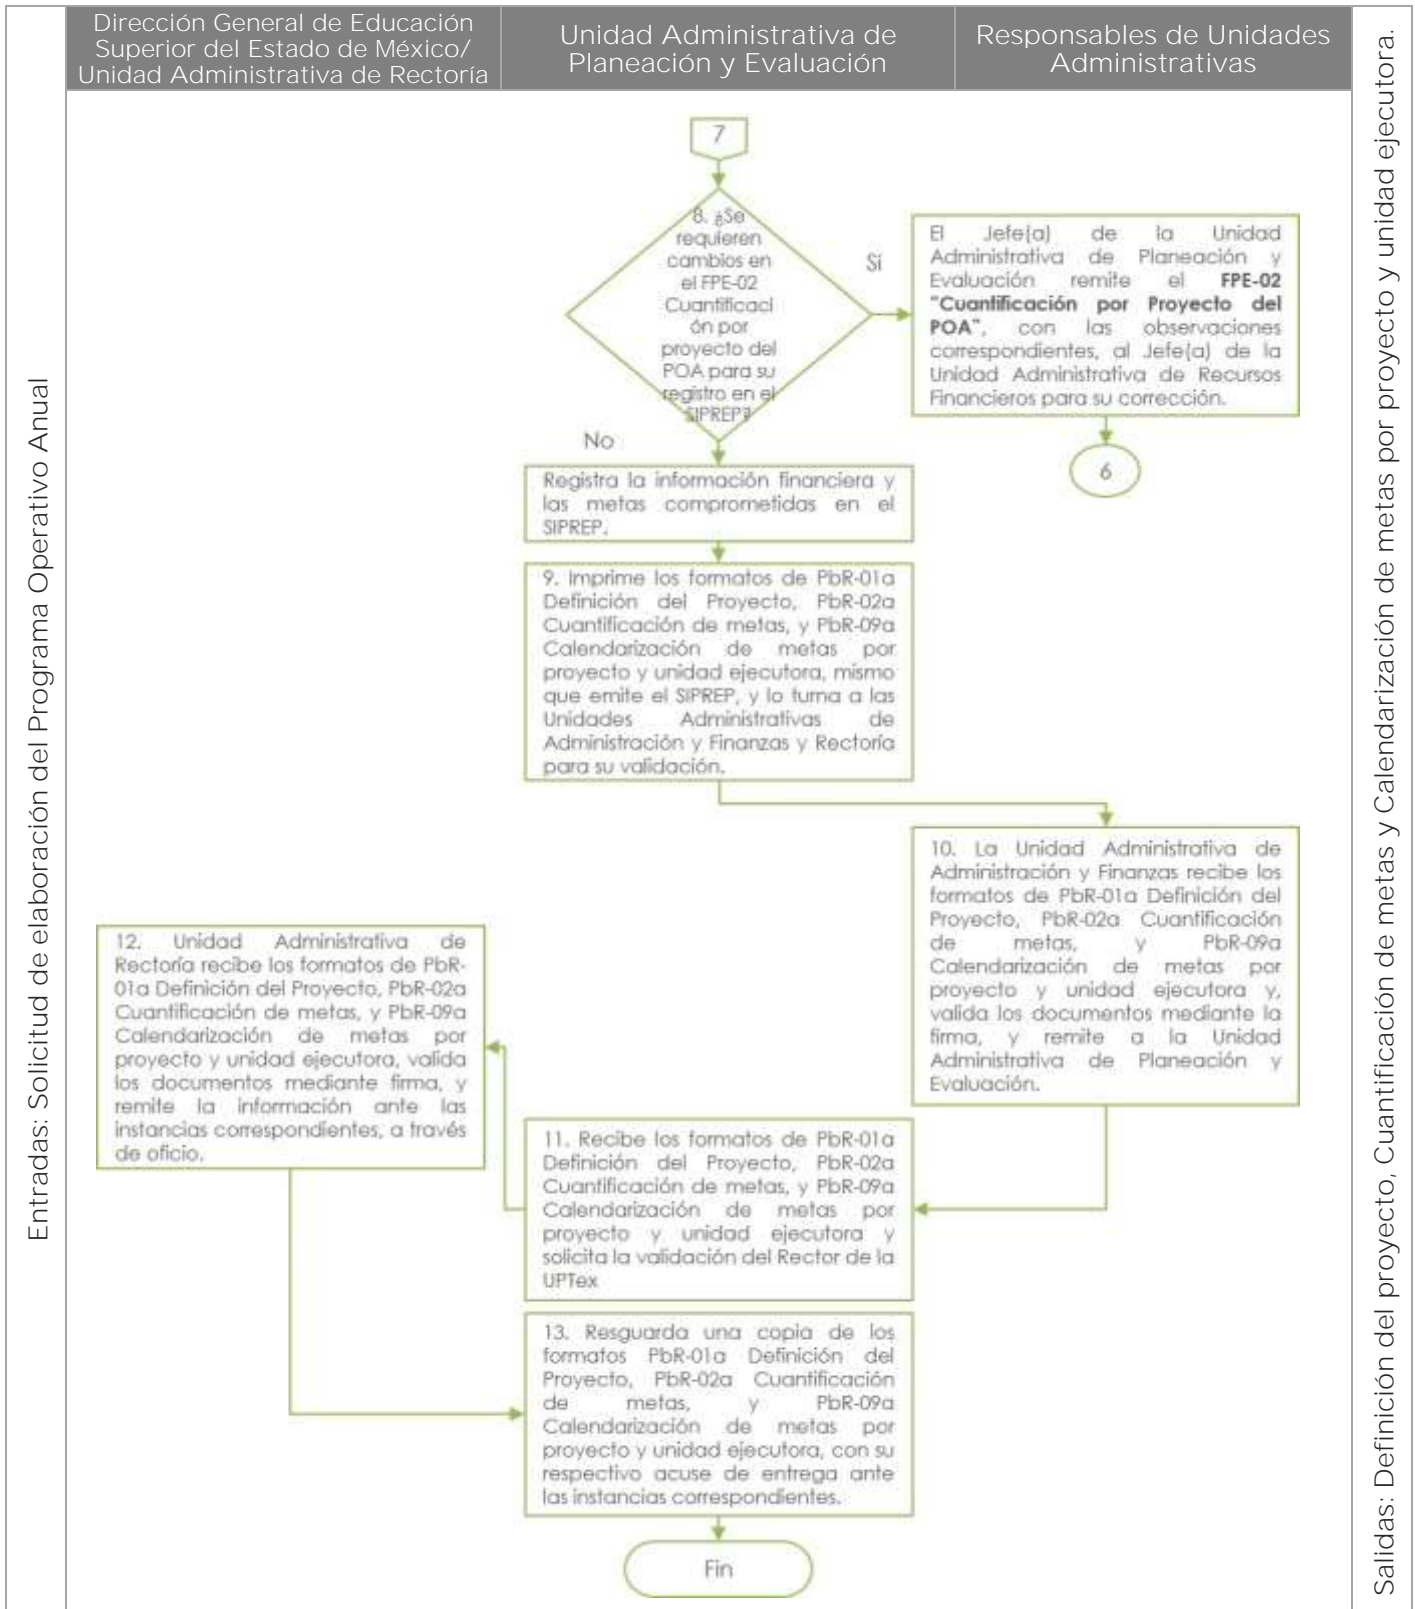 Entradas: Solicitud de elaboración del Programa Operativo Anual
Dirección General de Educación
Superior del Estado de México/
Unidad Administrativa de Rectoría
Unidad Administrativa de
Planeación y Evaluación
Responsables de Unidades
Administrativas
7
8. ¿Se
requieren
cambios en
el FPE-02
Cuantificaci
ón por
proyecto del
POA para su
registro en el
SIPREP?
Sí
El Jefe(a) de la Unidad
Administrativa de Planeación y
Evaluación remite el FPE-02
"Cuantificación por Proyecto del
POA", con las observaciones
correspondientes, al Jefe(a) de la
Unidad Administrativa de Recursos
Financieros para su corrección.
6
No
Registra la información financiera y
las metas comprometidas en el
SIPREP.
9. Imprime los formatos de PbR-01a
Definición del Proyecto, PbR-02a
Cuantificación de metas, y PbR-09a
Calendarización de metas por
proyecto y unidad ejecutora, mismo
que emite el SIPREP, y lo turna a las
Unidades Administrativas de
Administración y Finanzas y Rectoría
para su validación.
10. La Unidad Administrativa de
Administración y Finanzas recibe los
formatos de PbR-01a Definición del
Proyecto, PbR-02a Cuantificación
de metas, y PbR-09a
Calendarización de metas por
proyecto y unidad ejecutora y,
valida los documentos mediante la
firma, y remite a la Unidad
Administrativa de Planeación y
Evaluación.
11. Recibe los formatos de PbR-01a
Definición del Proyecto, PbR-02a
Cuantificación de metas, y PbR-09a
Calendarización de metas por
proyecto y unidad ejecutora y
solicita la validación del Rector de la
UPTex
12. Unidad Administrativa de
Rectoría recibe los formatos de PbR-
01a Definición del Proyecto, PbR-02a
Cuantificación de metas, y PbR-09a
Calendarización de metas por
proyecto y unidad ejecutora, valida
los documentos mediante firma, y
remite la información ante las
instancias correspondientes, a través
de oficio.
13. Resguarda una copia de los
formatos PbR-01a Definición del
Proyecto, PbR-02a Cuantificación
de metas, y PbR-09a
Calendarización de metas por
proyecto y unidad ejecutora, con su
respectivo acuse de entrega ante
las instancias correspondientes.
Fin
Salidas: Definición del proyecto, Cuantificación de metas y Calendarización de metas por proyecto y unidad ejecutora.